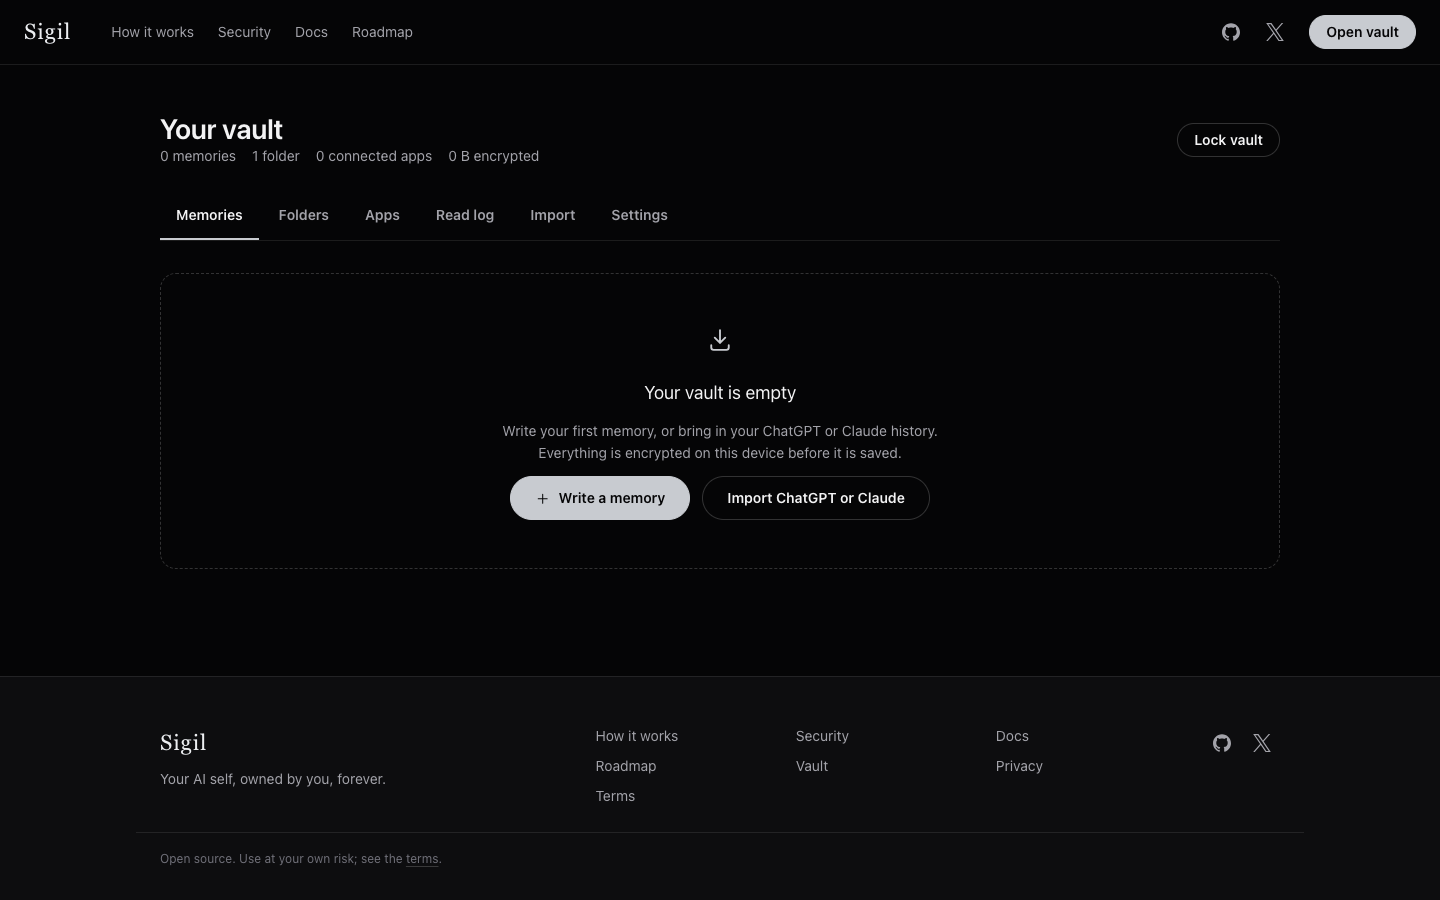 Sigil
How it works
Security
Docs
Roadmap
Open vault
Your vault
0 memories
1 folder
0 connected apps
0 B encrypted
Lock vault
Memories
Folders
Apps
Read log
Import
Settings
Your vault is empty
Write your first memory, or bring in your ChatGPT or Claude history.
Everything is encrypted on this device before it is saved.
Write a memory
Import ChatGPT or Claude
Sigil
Your AI self, owned by you, forever.
How it works
Security
Docs
Roadmap
Vault
Privacy
Terms
Open source. Use at your own risk; see the terms.